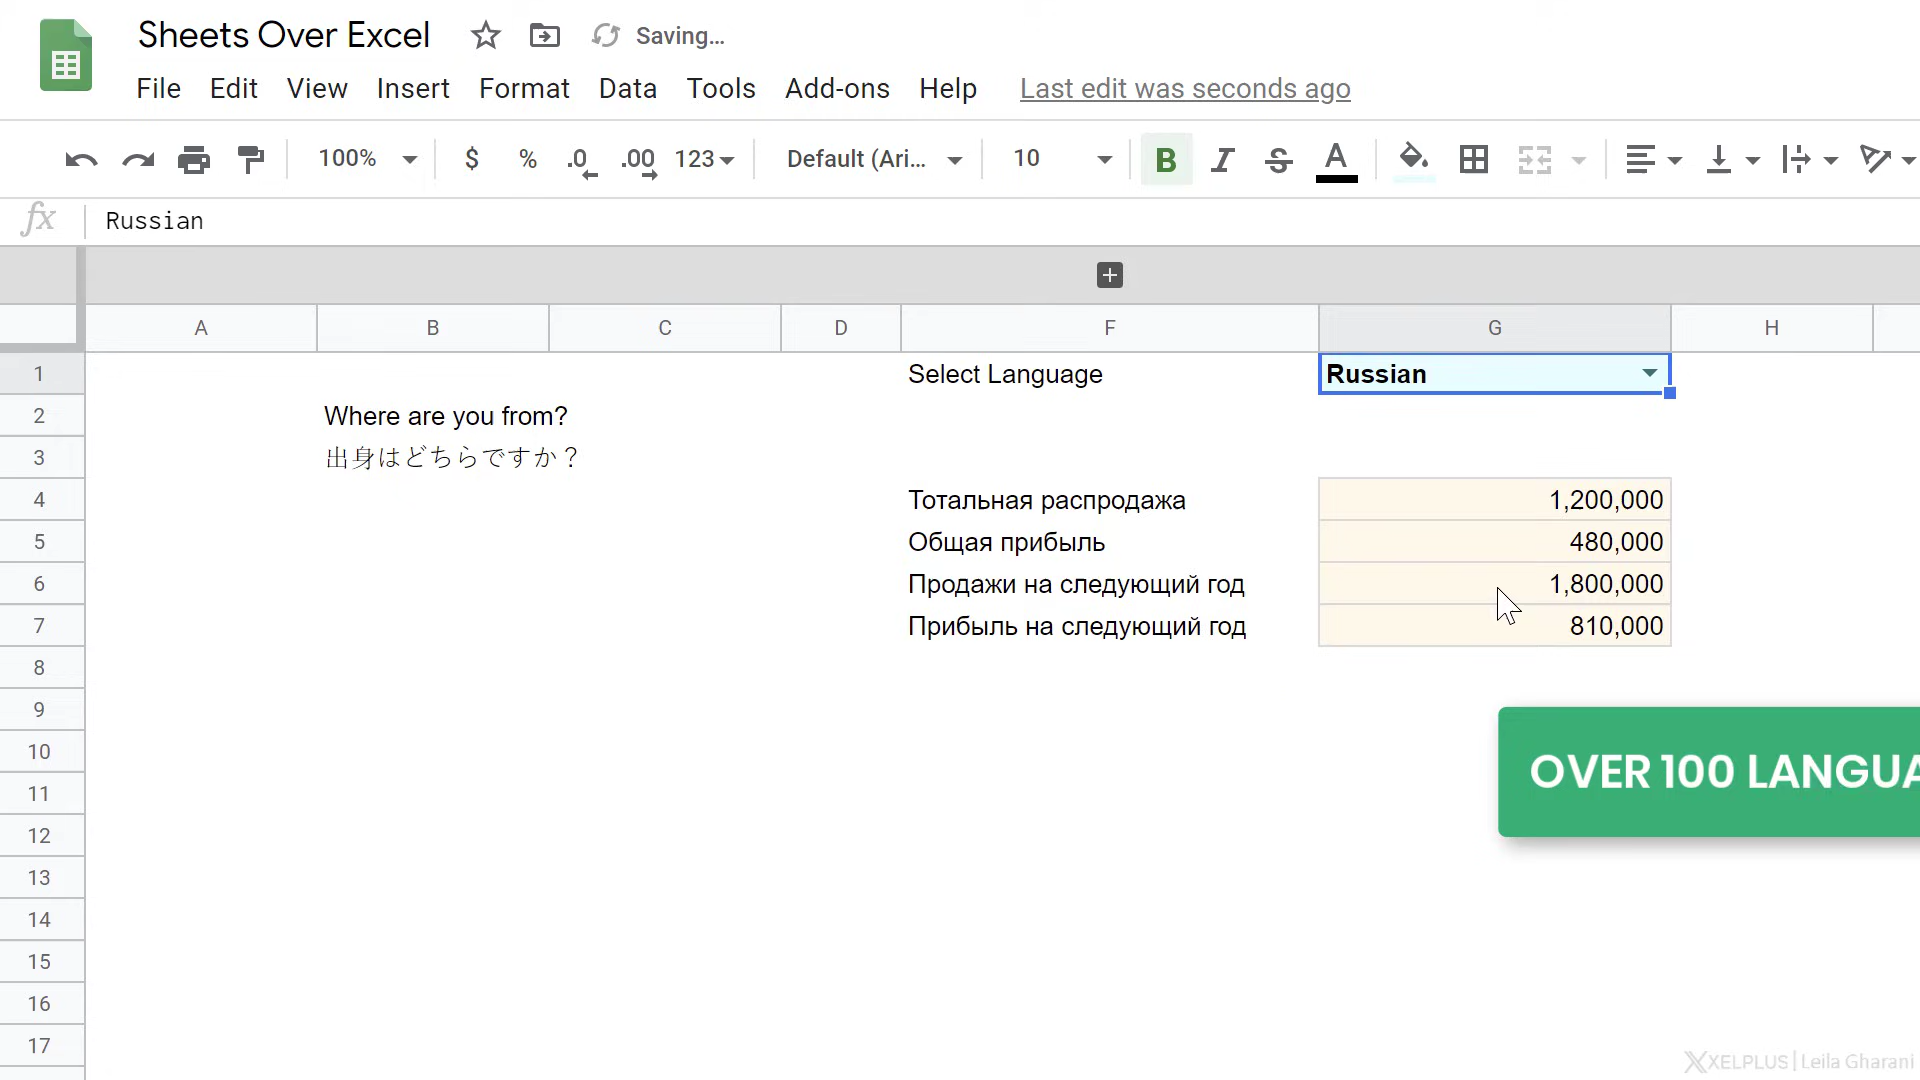 Sheets Over Excel Saving...
File Edit View Insert Format Data Tools Add-ons Help Last edit was seconds ago
100% $ % .0 .00 123 Default (Ari... 10 B I S A
fx Russian
A B C D F G H
1 Select Language Russian
2 Where are you from?
3 出身はどちらですか？
4 Тотальная распродажа 1,200,000
5 Общая прибыль 480,000
6 Продажи на следующий год 1,800,000
7 Прибыль на следующий год 810,000
8
9
10
OVER 100 LANGUA
11
12
13
14
15
16
17
XELPLUS | Leila Gharani